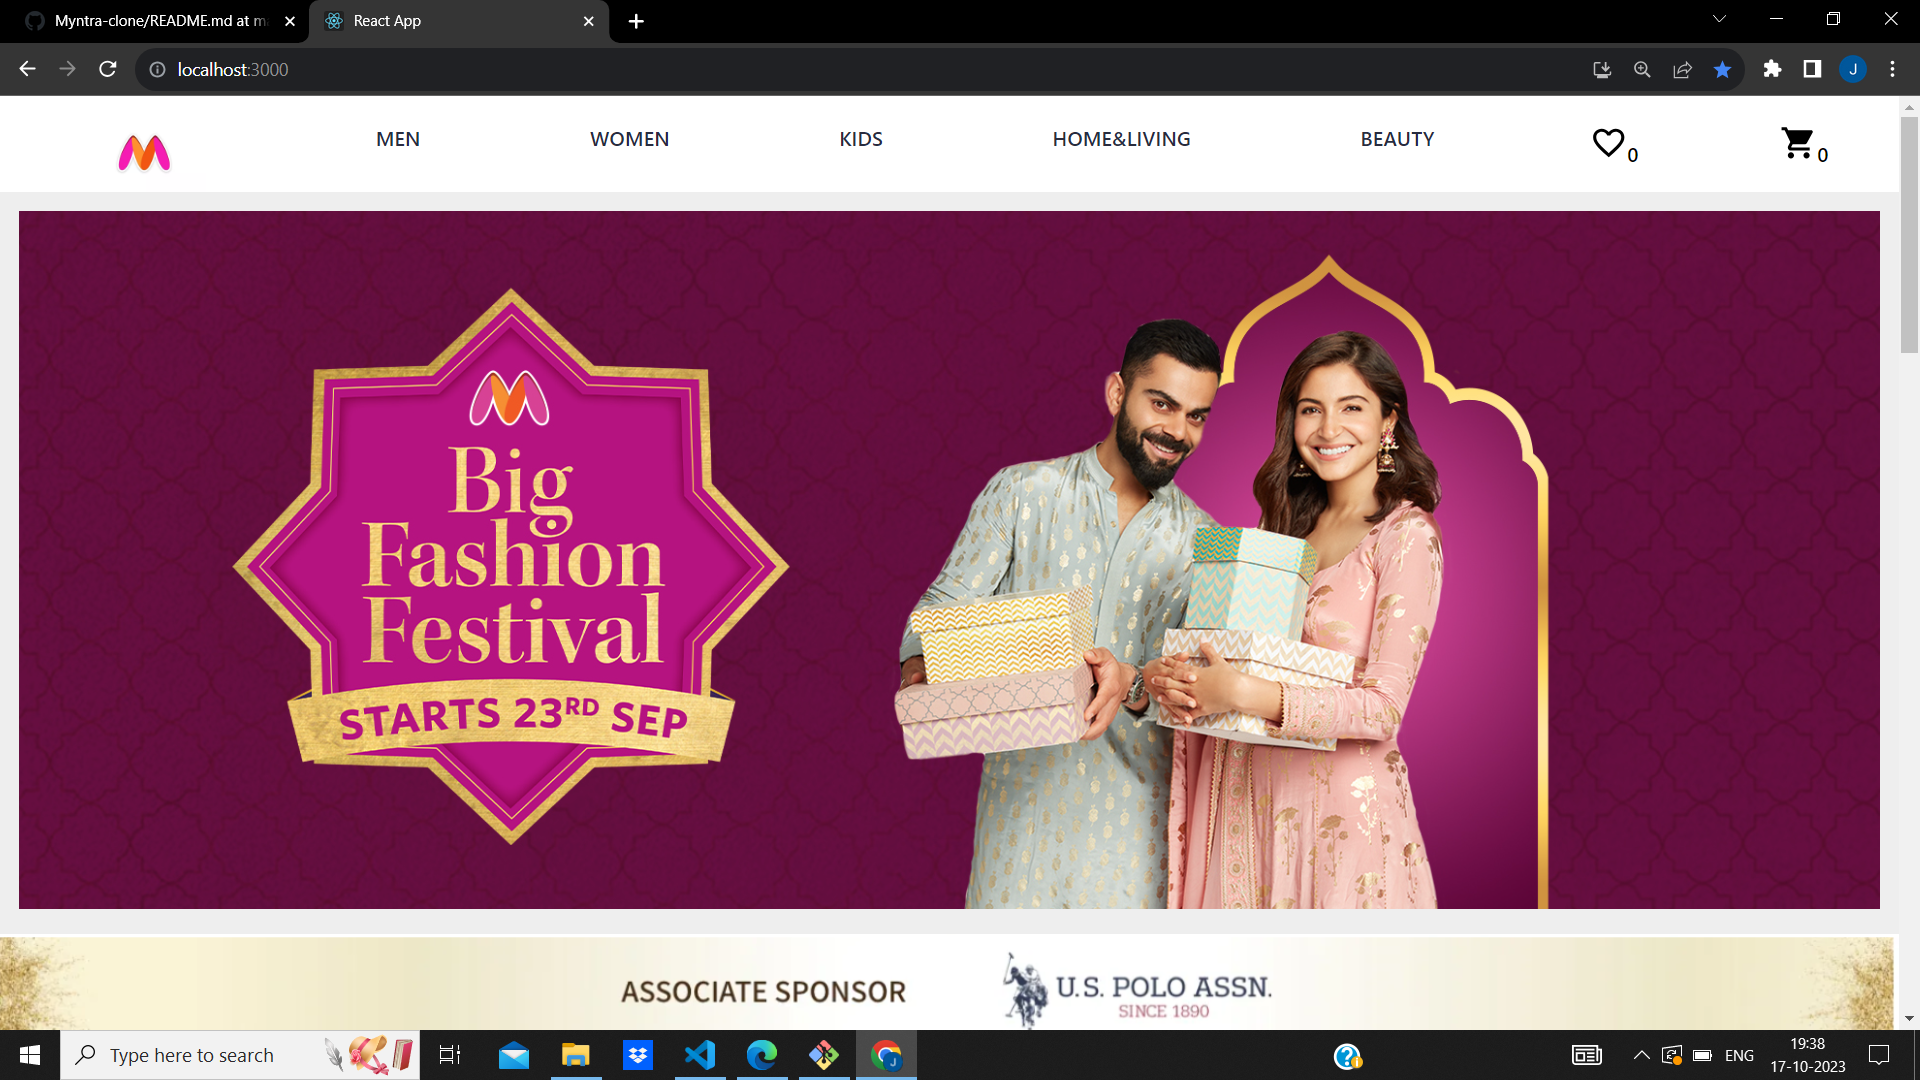 Myntra-clone/README.md at ma
React App
localhost:3000
J
MEN
WOMEN
KIDS
HOME&LIVING
BEAUTY
0
0
Big
Fashion
Festival
STARTS 23RD SEP
ASSOCIATE SPONSOR
U.S. POLO ASSN.
SINCE 1890
Type here to search
J
ENG
19:38
17-10-2023